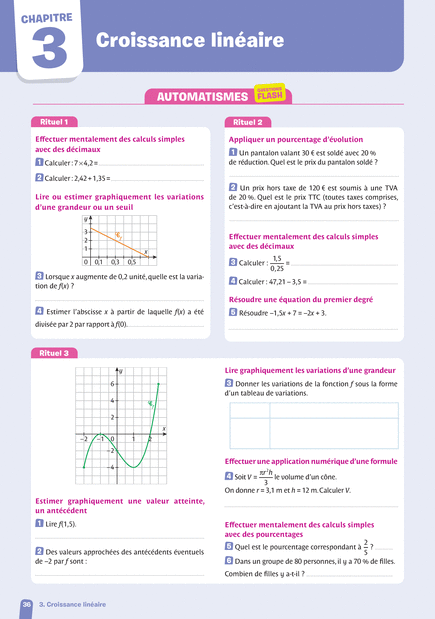 CHAPITRE
3
Croissance linéaire
AUTOMATISMES
QUESTIONS
FLASH
Rituel 1
Effectuer mentalement des calculs simples
avec des décimaux
1 Calculer : 7 × 4,2 =
2 Calculer : 2,42 + 1,35 =
Lire ou estimer graphiquement les variations
d'une grandeur ou un seuil
y
3
2
1
0 0,1 0,3 0,5
x
3 Lorsque x augmente de 0,2 unité, quelle est la varia-
tion de f(x) ?
4 Estimer l'abscisse x à partir de laquelle f(x) a été
divisée par 2 par rapport à f(0).
Rituel 2
Appliquer un pourcentage d'évolution
1 Un pantalon valant 30 € est soldé avec 20 %
de réduction. Quel est le prix du pantalon soldé ?
2 Un prix hors taxe de 120 € est soumis à une TVA
de 20 %. Quel est le prix TTC (toutes taxes comprises,
c'est-à-dire en ajoutant la TVA au prix hors taxes) ?
Effectuer mentalement des calculs simples
avec des décimaux
3 Calculer : 1,5/0,25 =
4 Calculer : 47,21 – 3,5 =
Résoudre une équation du premier degré
5 Résoudre –1,5x + 7 = –2x + 3.
Rituel 3
y
6
4
2
–2 –1 0 1 2
x
–2
–4
Estimer graphiquement une valeur atteinte,
un antécédent
1 Lire f(1,5).
2 Des valeurs approchées des antécédents éventuels
de –2 par f sont :
Lire graphiquement les variations d'une grandeur
3 Donner les variations de la fonction f sous la forme
d'un tableau de variations.
Effectuer une application numérique d'une formule
4 Soit V = πr²h/3 le volume d'un cône.
On donne r = 3,1 m et h = 12 m. Calculer V.
Effectuer mentalement des calculs simples
avec des pourcentages
5 Quel est le pourcentage correspondant à 2/5 ?
6 Dans un groupe de 80 personnes, il y a 70 % de filles.
Combien de filles y a-t-il ?
36 3. Croissance linéaire